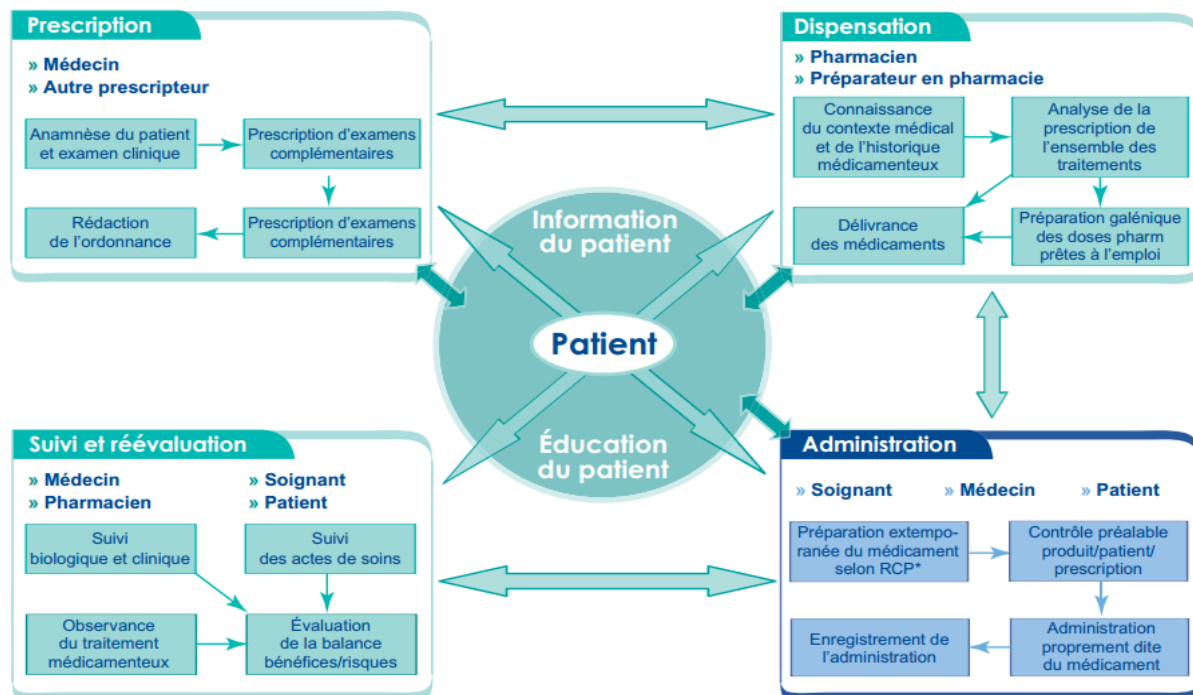 Prescription
» Médecin
» Autre prescripteur
Anamnèse du patient
et examen clinique
Prescription d'examens
complémentaires
Rédaction
de l'ordonnance
Prescription d'examens
complémentaires
Dispensation
» Pharmacien
» Préparateur en pharmacie
Connaissance
du contexte médical
et de l'historique
médicamenteux
Analyse de la
prescription de
l'ensemble des
traitements
Délivrance
des médicaments
Préparation galénique
des doses pharm
prêtes à l'emploi
Information
du patient
Patient
Éducation
du patient
Suivi et réévaluation
» Médecin
» Pharmacien
» Soignant
» Patient
Suivi
biologique et clinique
Suivi
des actes de soins
Observance
du traitement
médicamenteux
Évaluation
de la balance
bénéfices/risques
Administration
» Soignant
» Médecin
» Patient
Préparation extempo-
ranée du médicament
selon RCP*
Contrôle préalable
produit/patient/
prescription
Enregistrement de
l'administration
Administration
proprement dite
du médicament